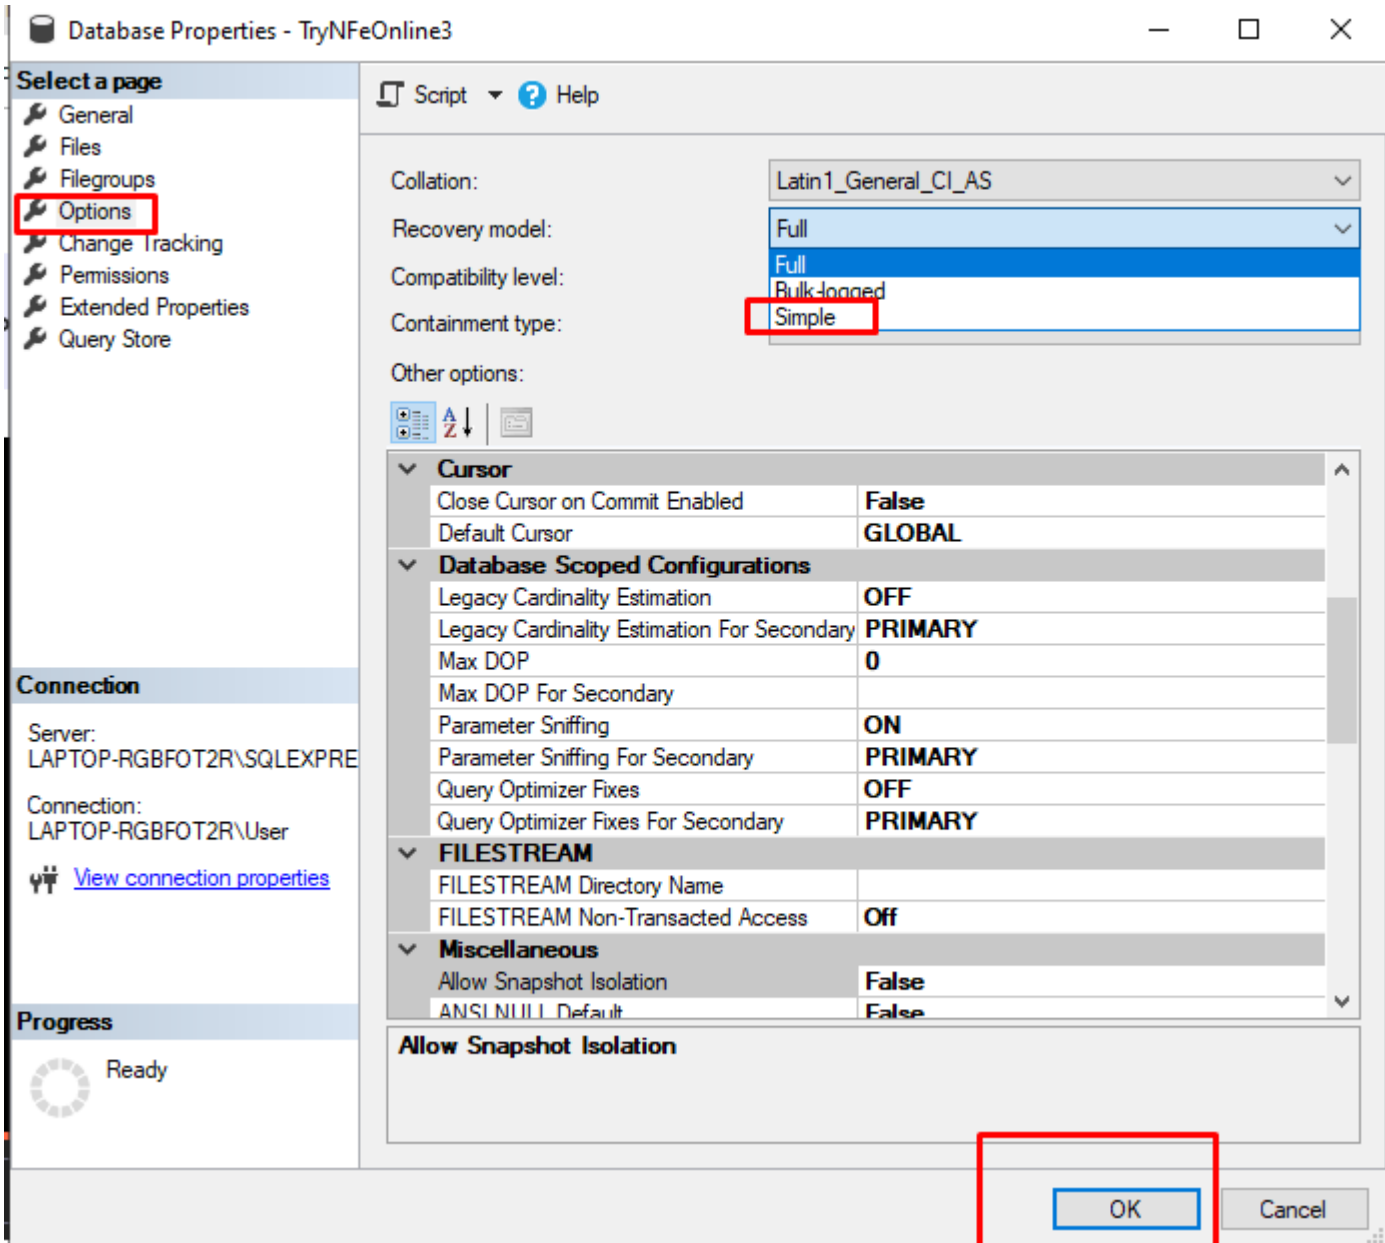 Database Properties - TryNFeOnline3
Select a page
General
Files
Filegroups
Options
Change Tracking
Permissions
Extended Properties
Query Store
Script
Help
Collation:
Latin1_General_CI_AS
Recovery model:
Full
Full
Bulk-logged
Simple
Compatibility level:
Containment type:
Other options:
Cursor
Close Cursor on Commit Enabled False
Default Cursor GLOBAL
Database Scoped Configurations
Legacy Cardinality Estimation OFF
Legacy Cardinality Estimation For Secondary PRIMARY
Max DOP 0
Max DOP For Secondary
Parameter Sniffing ON
Parameter Sniffing For Secondary PRIMARY
Query Optimizer Fixes OFF
Query Optimizer Fixes For Secondary PRIMARY
FILESTREAM
FILESTREAM Directory Name
FILESTREAM Non-Transacted Access Off
Miscellaneous
Allow Snapshot Isolation False
ANSI NULL Default False
Allow Snapshot Isolation
Connection
Server:
LAPTOP-RGBFOT2R\SQLEXPRE
Connection:
LAPTOP-RGBFOT2R\User
View connection properties
Progress
Ready
OK
Cancel